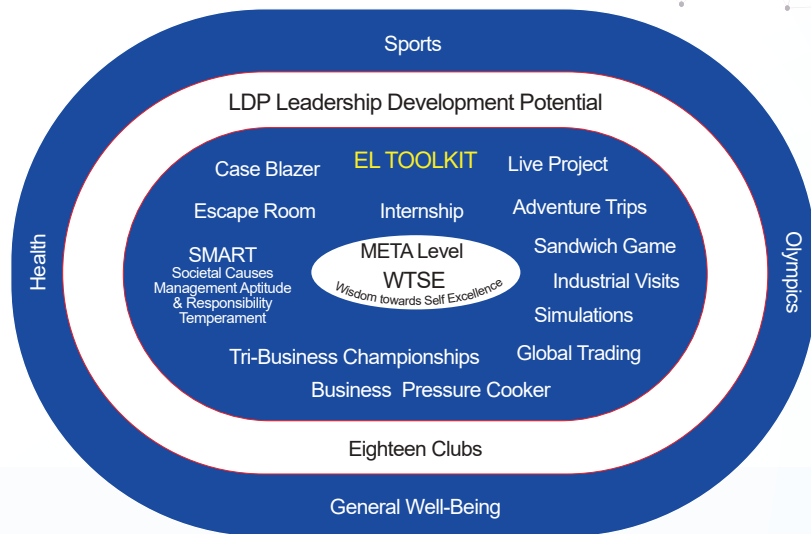 Sports
LDP Leadership Development Potential
EL TOOLKIT
Case Blazer
Live Project
Escape Room
Internship
Adventure Trips
SMART
Societal Causes
Management Aptitude
& Responsibility
Temperament
META Level
WTSE
Wisdom towards Self Excellence
Sandwich Game
Industrial Visits
Simulations
Tri-Business Championships
Global Trading
Business Pressure Cooker
Eighteen Clubs
General Well-Being
Health
Olympics